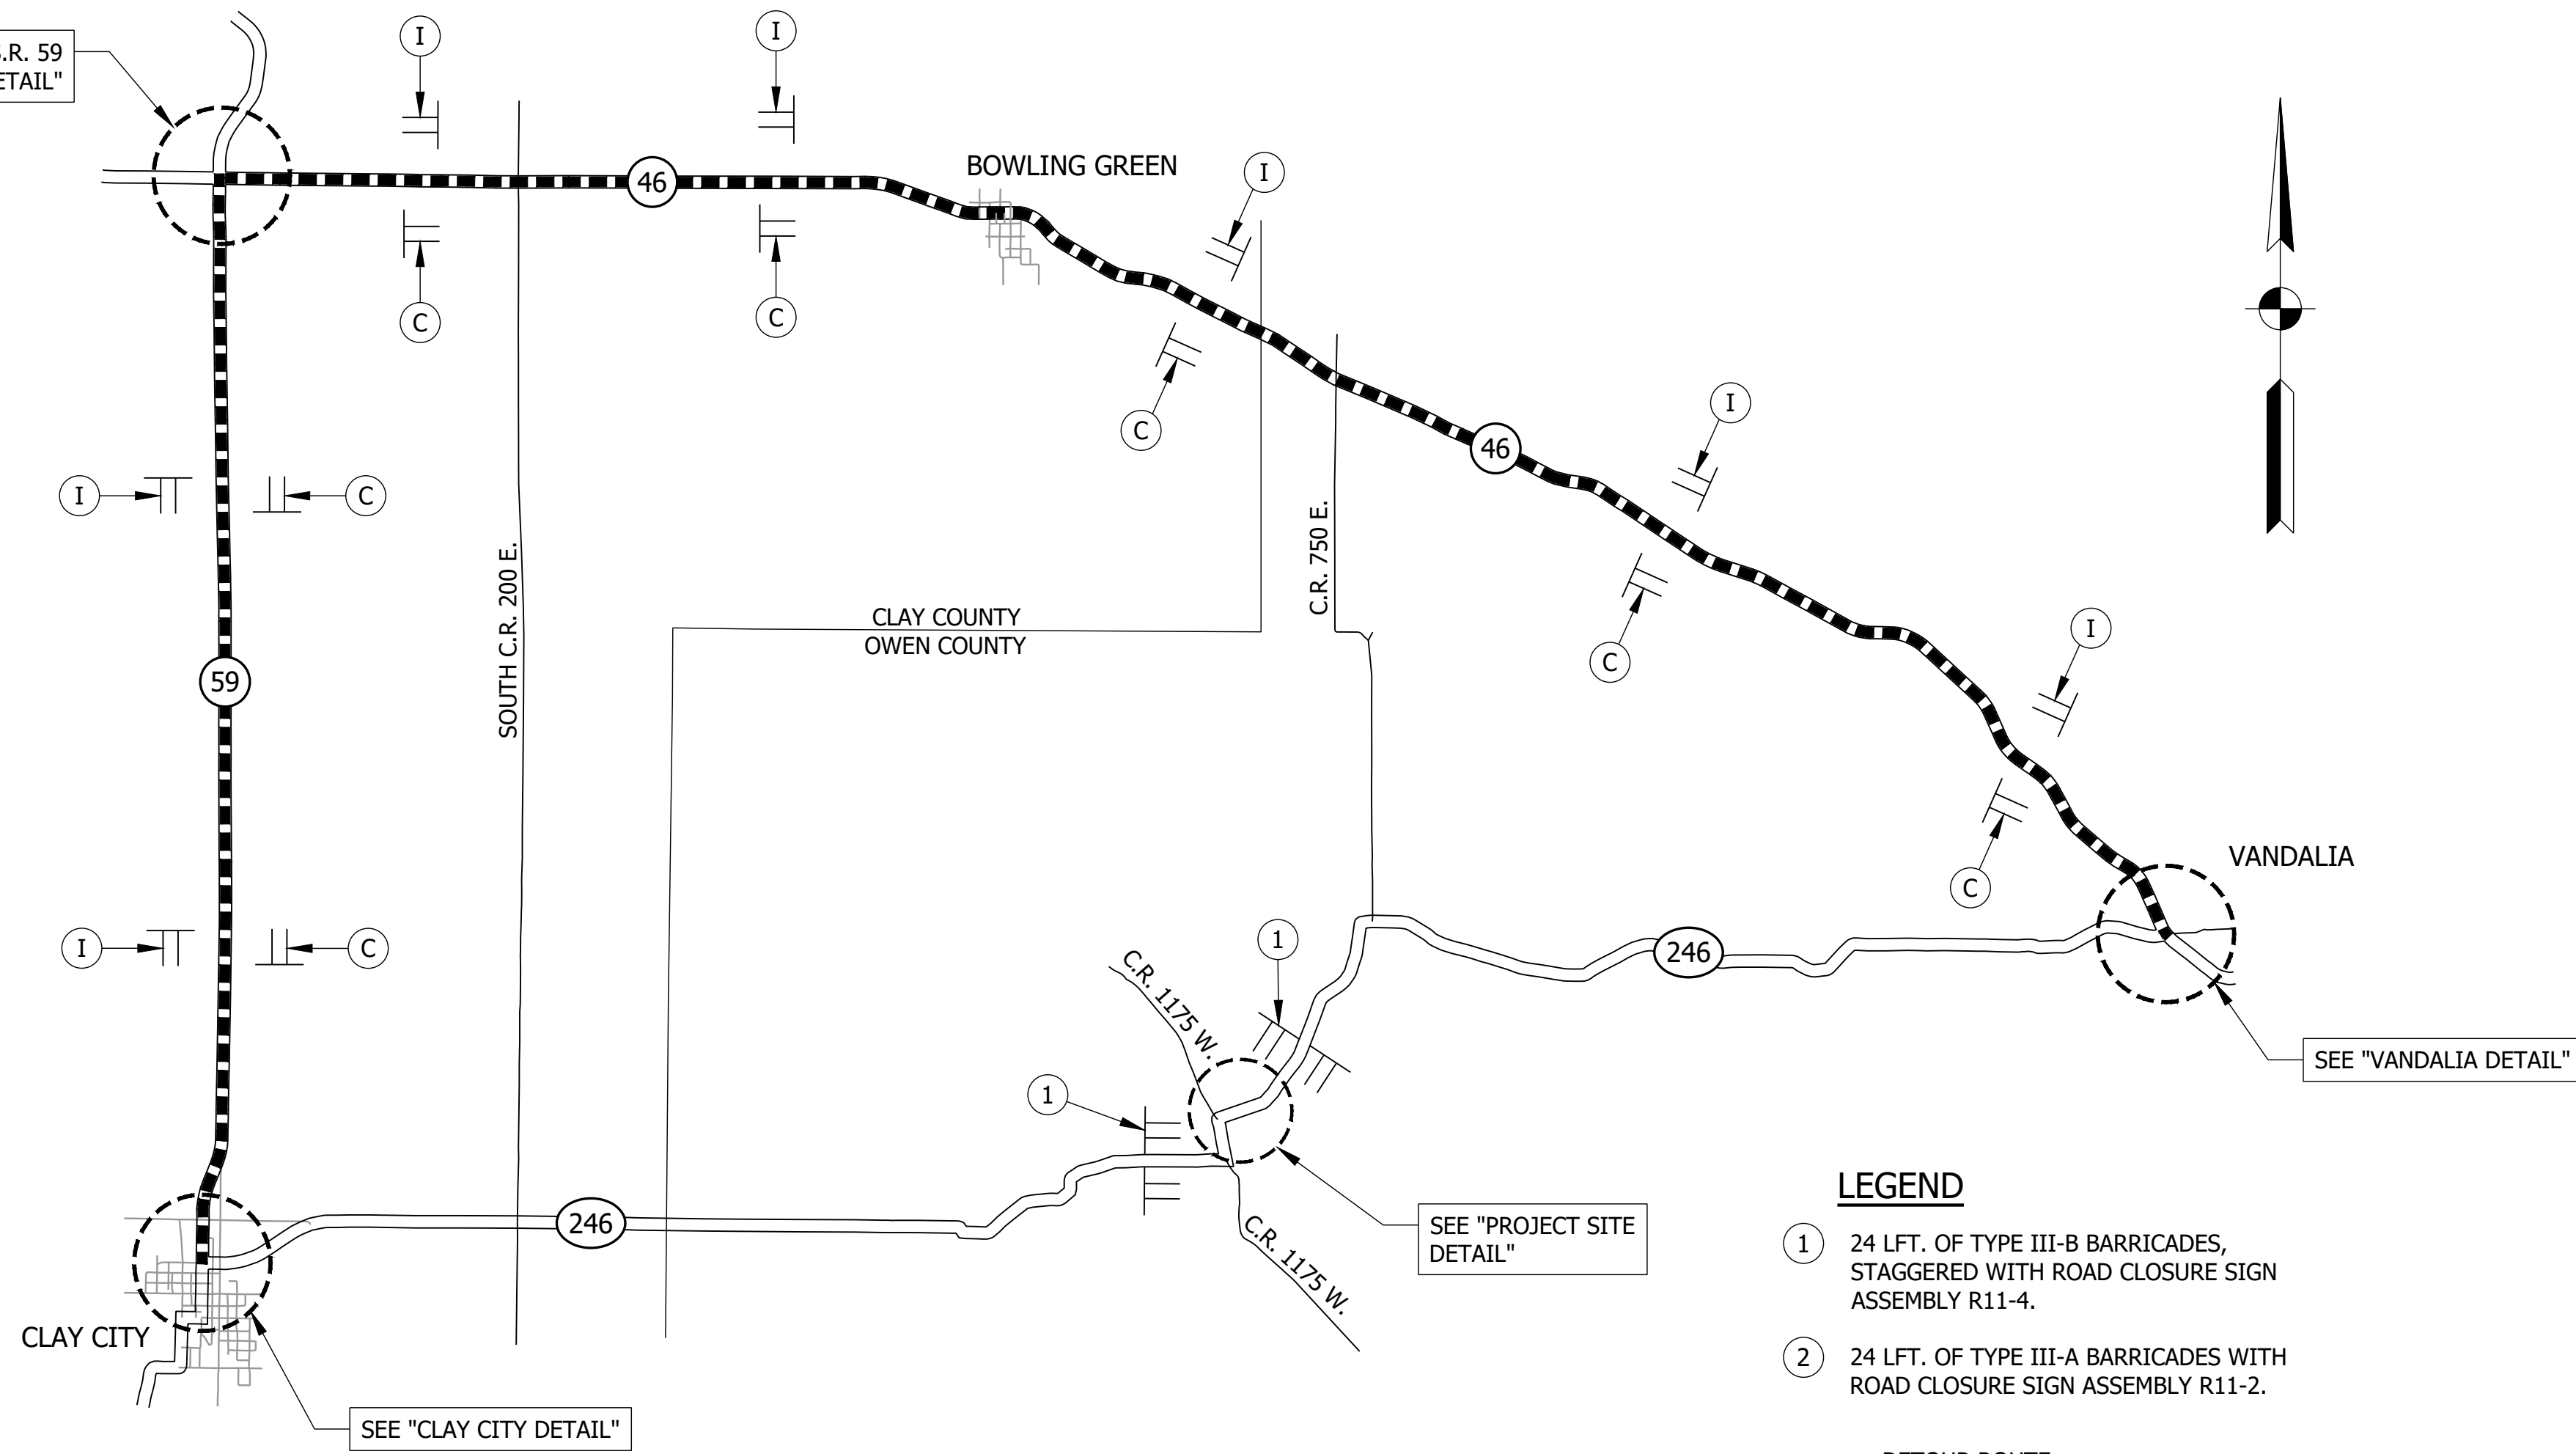 S.R. 59
DETAIL"
I
I
BOWLING GREEN
I
46
C
C
C
46
I
I
C
SOUTH C.R. 200 E.
C.R. 750 E.
CLAY COUNTY
OWEN COUNTY
C
I
59
I
C
C
VANDALIA
I
C
1
C.R. 1175 W.
246
SEE "VANDALIA DETAIL"
1
246
C.R. 1175 W.
SEE "PROJECT SITE
DETAIL"
CLAY CITY
SEE "CLAY CITY DETAIL"
LEGEND
1 24 LFT. OF TYPE III-B BARRICADES,
STAGGERED WITH ROAD CLOSURE SIGN
ASSEMBLY R11-4.
2 24 LFT. OF TYPE III-A BARRICADES WITH
ROAD CLOSURE SIGN ASSEMBLY R11-2.
DETOUR ROUTE